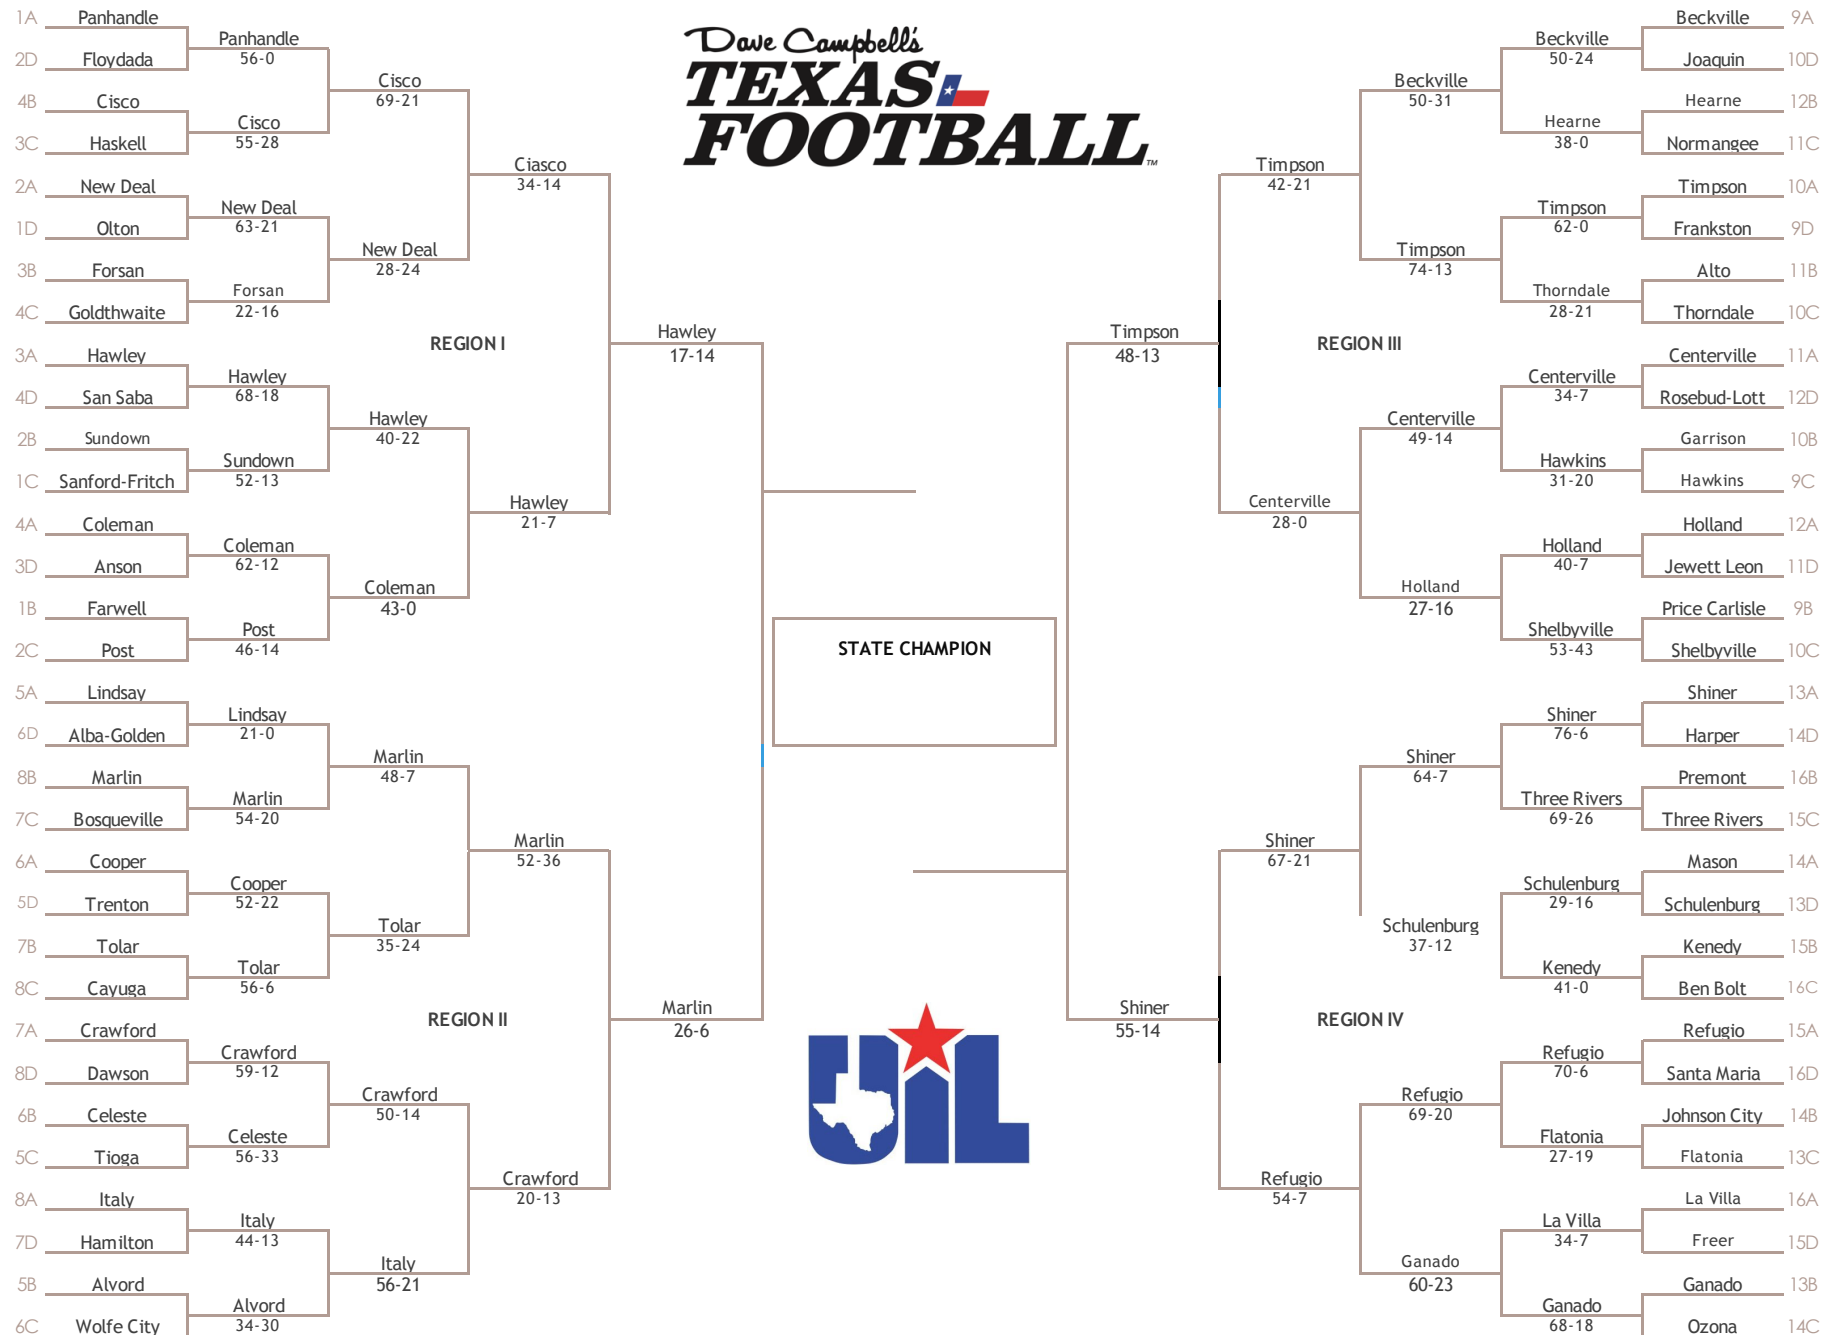 Dave Campbell's
TEXAS
FOOTBALL™
1A Panhandle
2D Floydada
4B Cisco
3C Haskell
2A New Deal
1D Olton
3B Forsan
4C Goldthwaite
3A Hawley
4D San Saba
2B Sundown
1C Sanford-Fritch
4A Coleman
3D Anson
1B Farwell
2C Post
5A Lindsay
6D Alba-Golden
8B Marlin
7C Bosqueville
6A Cooper
5D Trenton
7B Tolar
8C Cayuga
7A Crawford
8D Dawson
6B Celeste
5C Tioga
8A Italy
7D Hamilton
5B Alvord
6C Wolfe City
Panhandle
56-0
Cisco
55-28
New Deal
63-21
Forsan
22-16
Hawley
68-18
Sundown
52-13
Coleman
62-12
Post
46-14
Lindsay
21-0
Marlin
54-20
Cooper
52-22
Tolar
56-6
Crawford
59-12
Celeste
56-33
Italy
44-13
Alvord
34-30
Cisco
69-21
New Deal
28-24
REGION I
Hawley
40-22
Coleman
43-0
Marlin
48-7
Tolar
35-24
REGION II
Crawford
50-14
Italy
56-21
Ciasco
34-14
Hawley
21-7
Marlin
52-36
Crawford
20-13
Hawley
17-14
Marlin
26-6
STATE CHAMPION
UIL
Timpson
48-13
Shiner
55-14
Timpson
42-21
Centerville
28-0
Shiner
67-21
Refugio
54-7
Beckville
50-31
Timpson
74-13
REGION III
Centerville
49-14
Holland
27-16
Shiner
64-7
Schulenburg
37-12
REGION IV
Refugio
69-20
Ganado
60-23
Beckville
50-24
Hearne
38-0
Timpson
62-0
Thorndale
28-21
Centerville
34-7
Hawkins
31-20
Holland
40-7
Shelbyville
53-43
Shiner
76-6
Three Rivers
69-26
Schulenburg
29-16
Kenedy
41-0
Refugio
70-6
Flatonia
27-19
La Villa
34-7
Ganado
68-18
Beckville 9A
Joaquin 10D
Hearne 12B
Normangee 11C
Timpson 10A
Frankston 9D
Alto 11B
Thorndale 10C
Centerville 11A
Rosebud-Lott 12D
Garrison 10B
Hawkins 9C
Holland 12A
Jewett Leon 11D
Price Carlisle 9B
Shelbyville 10C
Shiner 13A
Harper 14D
Premont 16B
Three Rivers 15C
Mason 14A
Schulenburg 13D
Kenedy 15B
Ben Bolt 16C
Refugio 15A
Santa Maria 16D
Johnson City 14B
Flatonia 13C
La Villa 16A
Freer 15D
Ganado 13B
Ozona 14C